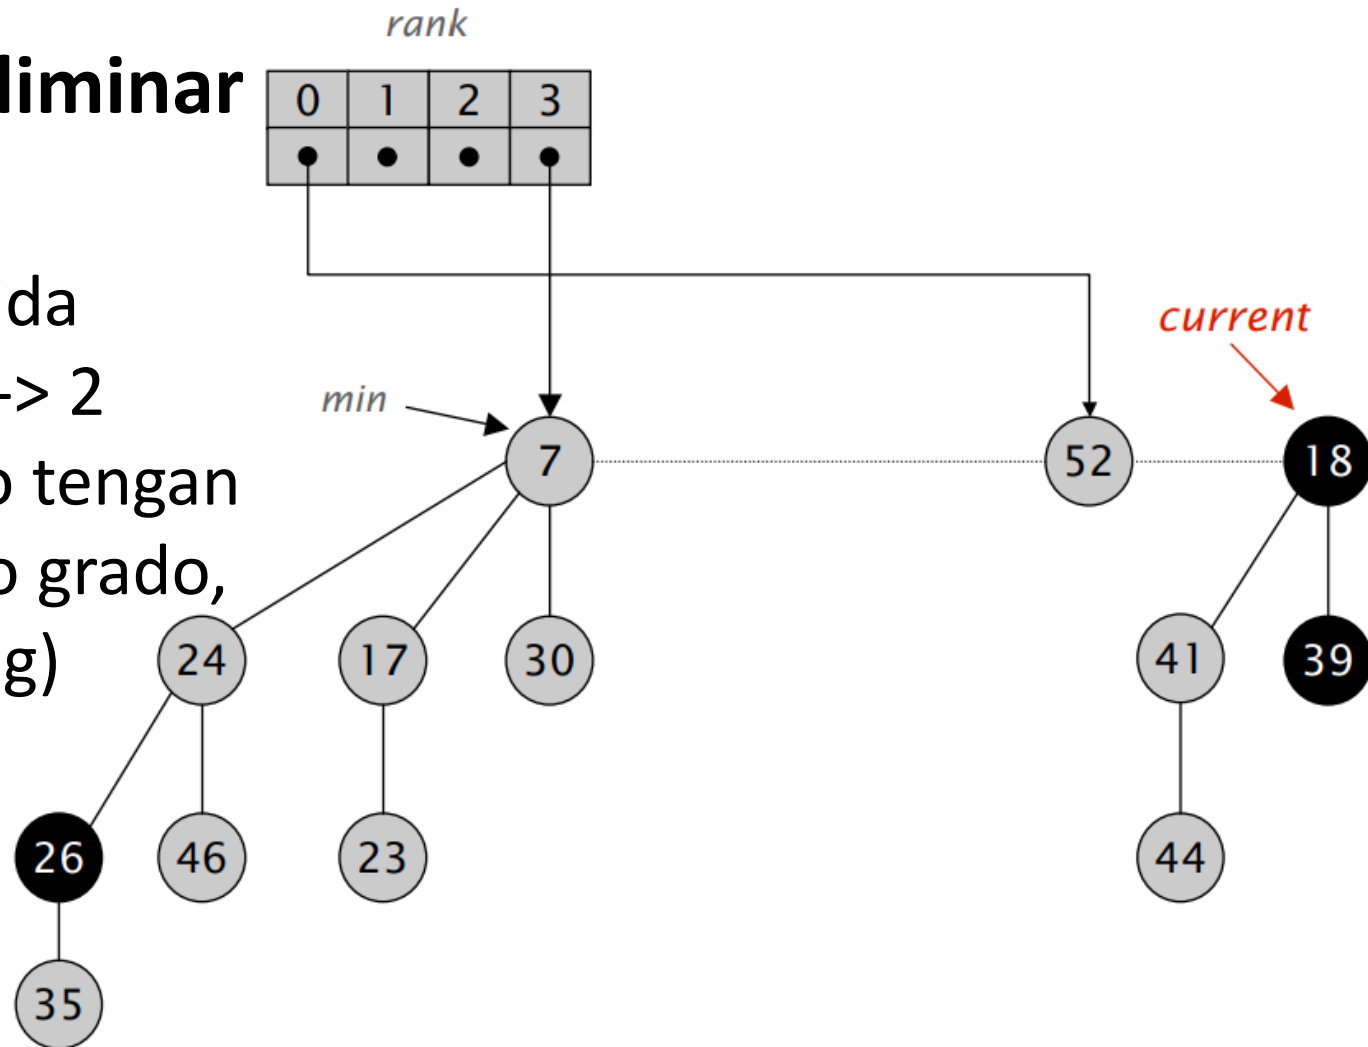 rank
liminar
0 1 2 3
da
current
-> 2
min
o tengan
7 52 18
o grado,
g)
24 17 30 41 39
26 46 23 44
35